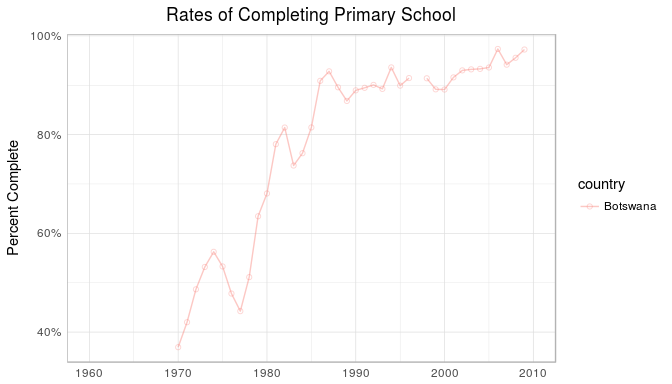 Rates of Completing Primary School
100%
80%
60%
40%
Percent Complete
1960 1970 1980 1990 2000 2010
country
Botswana